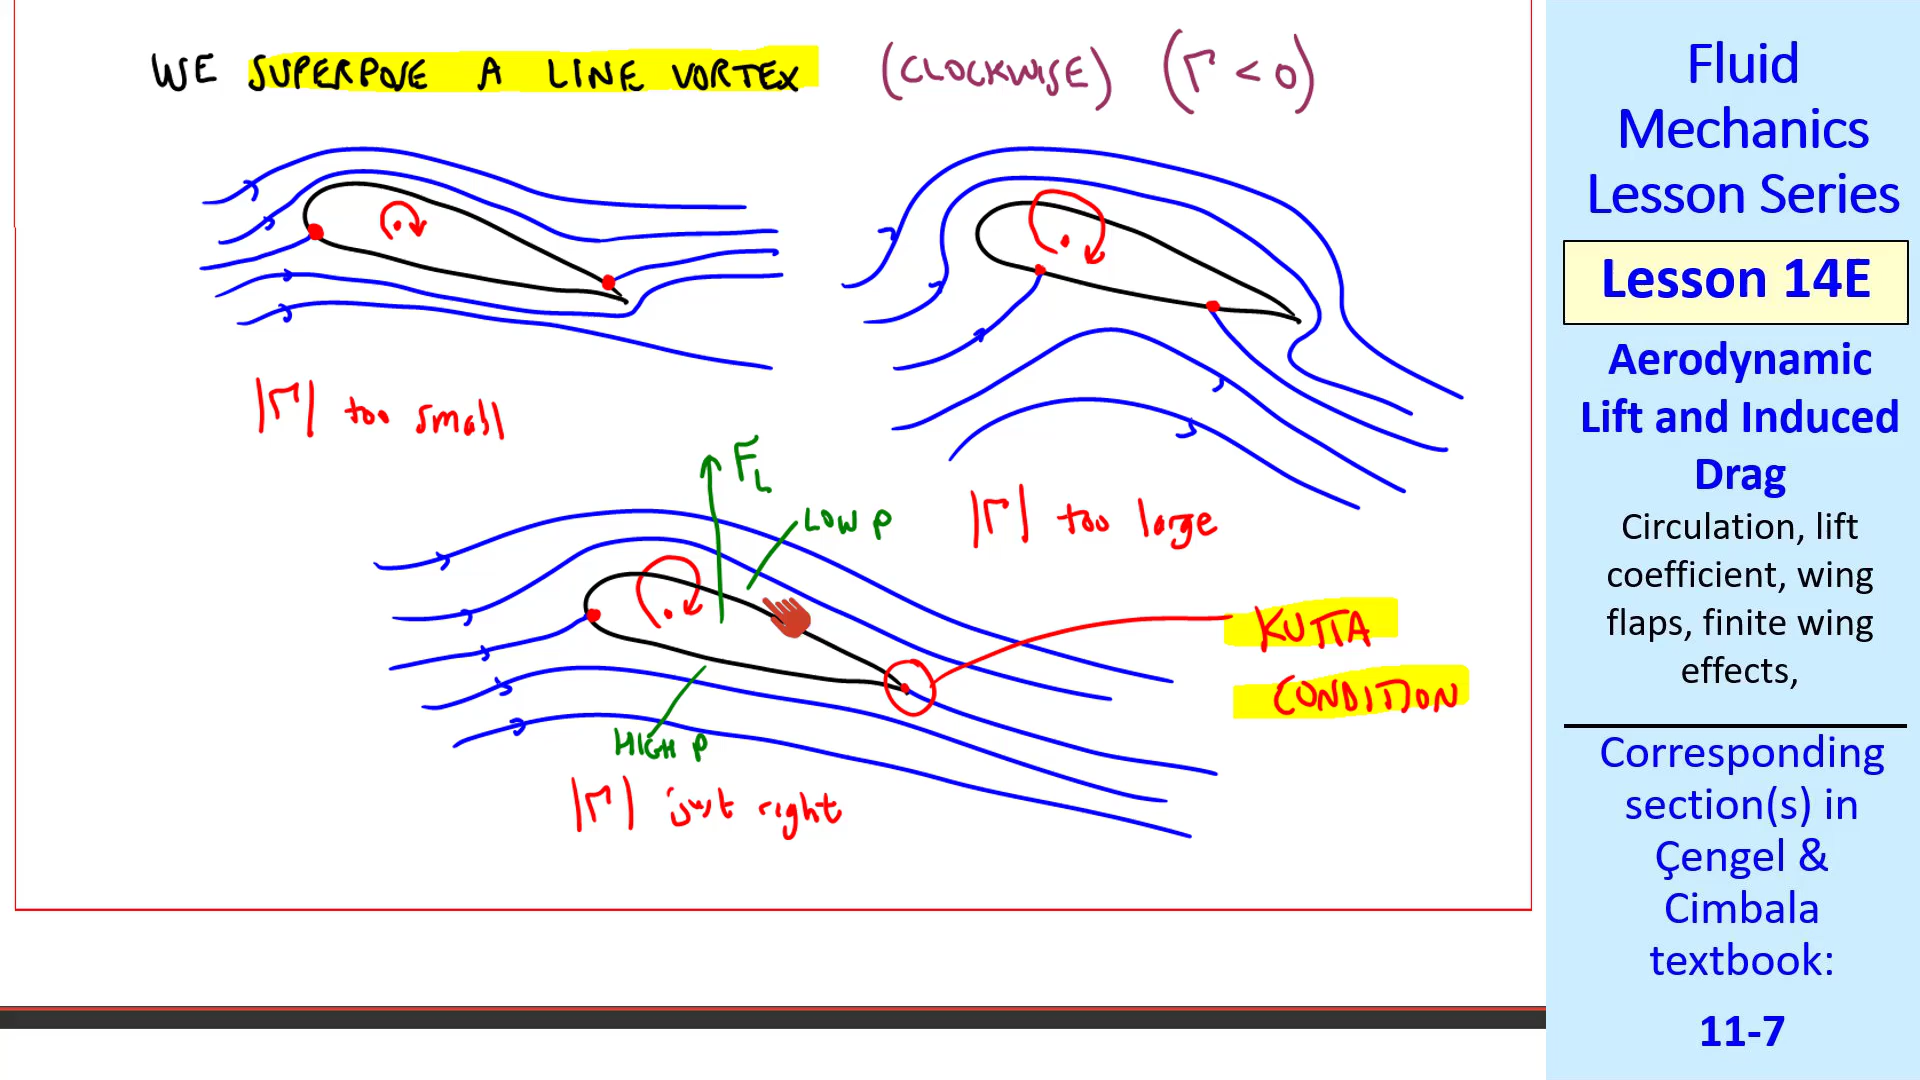 WE SUPERPOSE A LINE VORTEX (CLOCKWISE) (Γ < 0)
|Γ| too small
|Γ| too large
F_L
LOW P
HIGH P
|Γ| just right
KUTTA
CONDITION
Fluid
Mechanics
Lesson Series
Lesson 14E
Aerodynamic
Lift and Induced
Drag
Circulation, lift
coefficient, wing
flaps, finite wing
effects,
Corresponding
section(s) in
Çengel &
Cimbala
textbook:
11-7